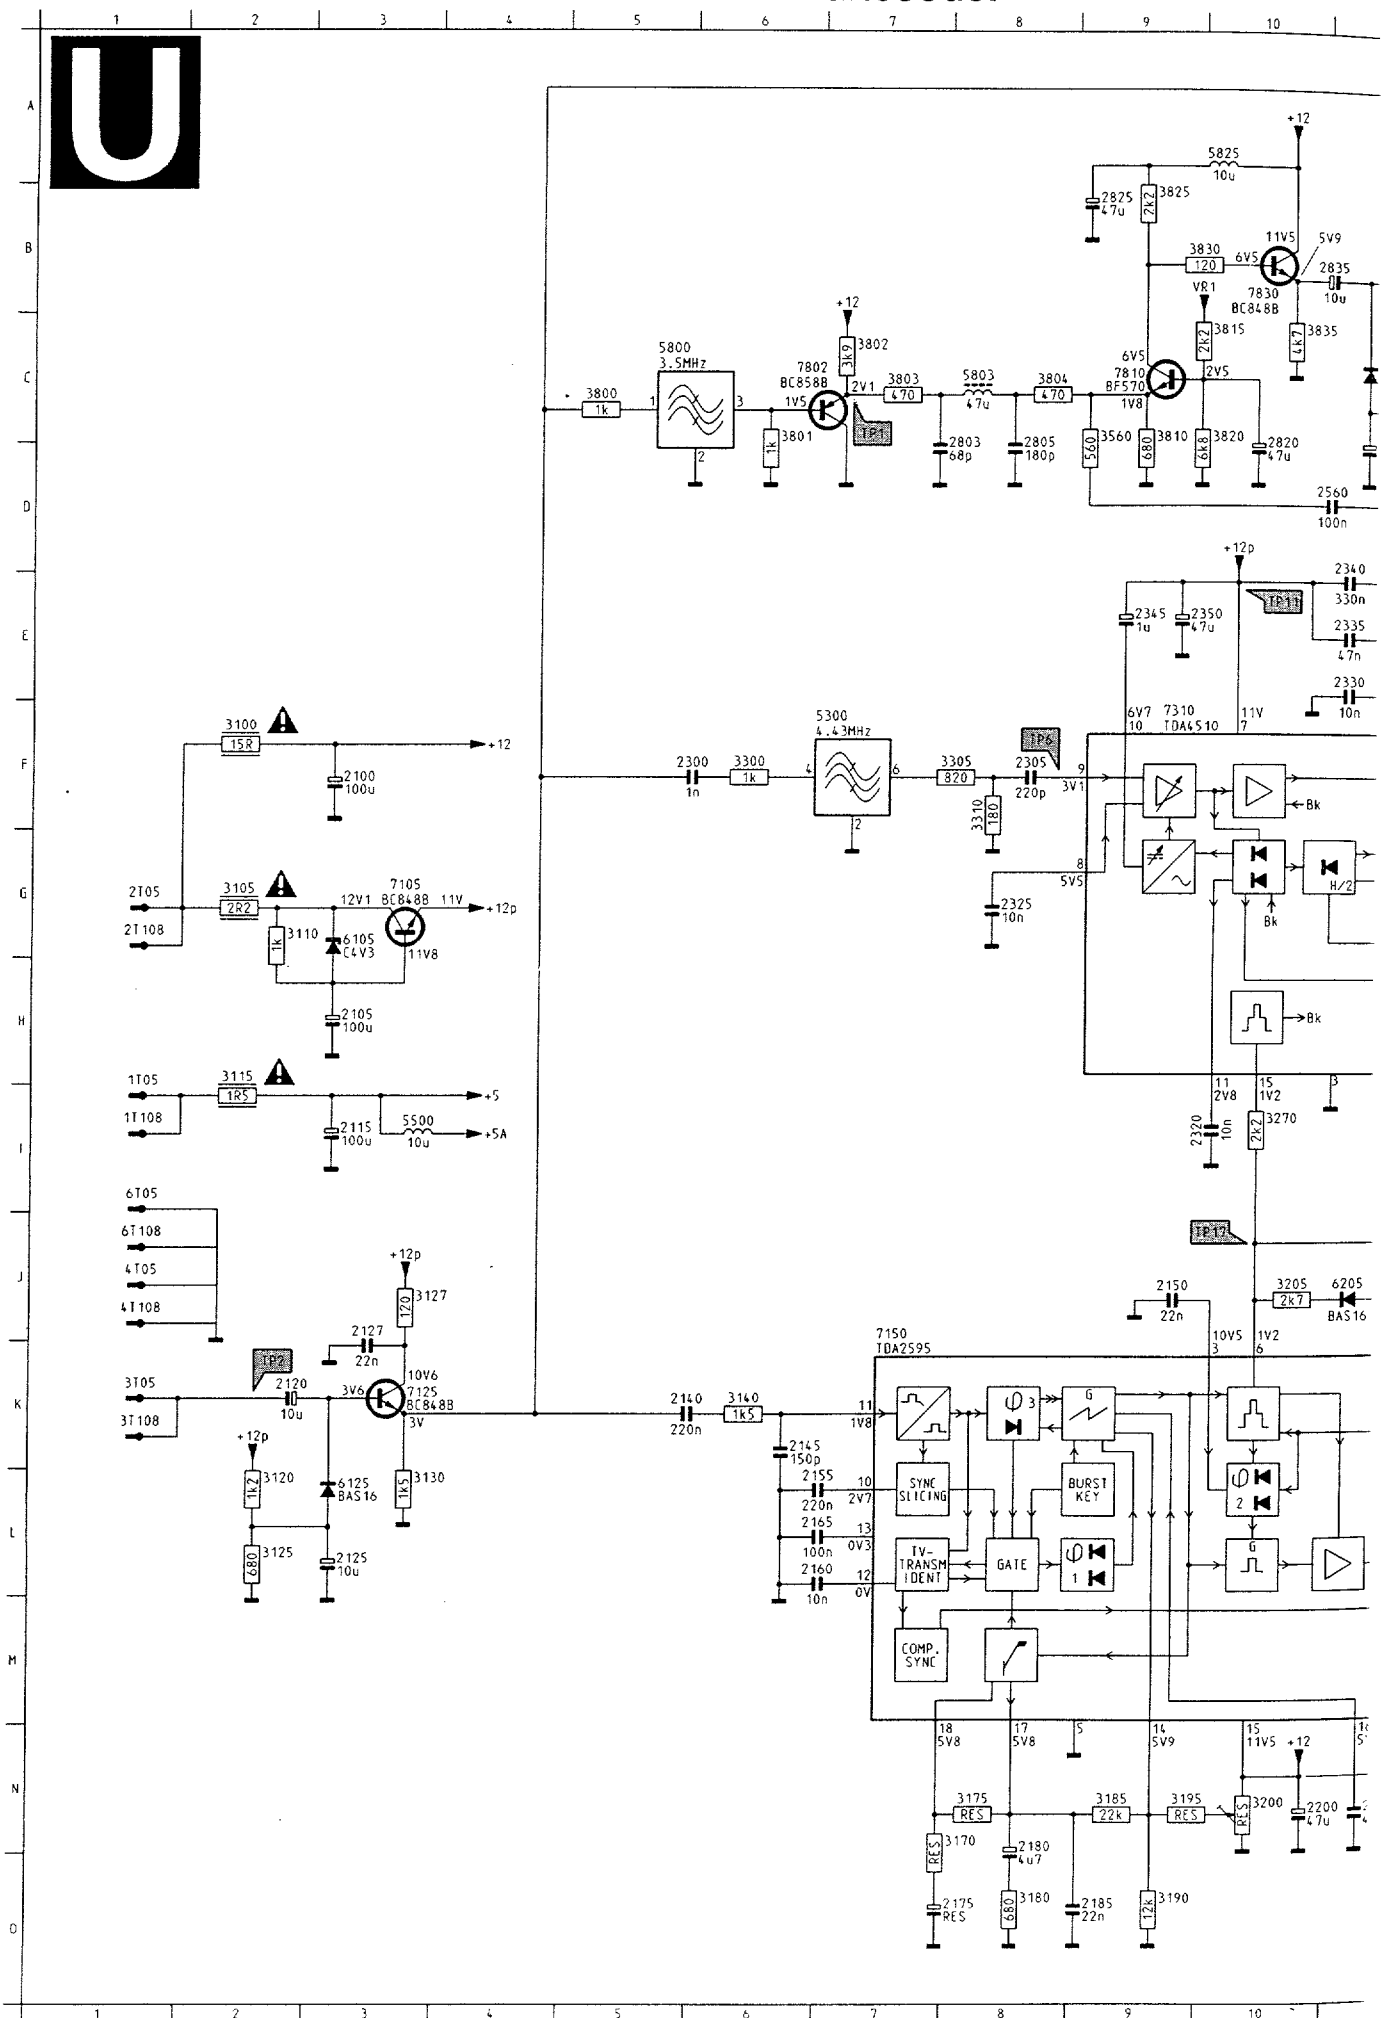 1 2 3 4 5 6 7 8 9 10
U
A
+12
5825
10u
2825
47u
3825
2k2
B
11V5
5V9
3830
120
6V5
2835
10u
VR1
7830
BC848B
+12
3815
2k2
3835
4k7
3802
3k9
C
5800
3.5MHz
7802
BC858B
6V5
7810
BF570
1V8
2V5
3800
1k
1
3
2
1V5
2V1
3803
470
5803
47u
3804
470
TP1
3801
1k
2803
68p
2805
180p
3560
560
3810
680
3820
6k8
2820
47u
D
2560
100n
+12p
2340
330n
TP11
E
2345
1u
2350
47u
2335
47n
2330
10n
3100
15R
+12
5300
4.43MHz
6V7
10
7310
TDA4510
11V
7
F
2100
100u
2300
1n
3300
1k
4
6
2
3305
820
TP6
2305
220p
9
3V1
3310
180
Bk
8
5V5
G
2T05
2T108
3105
2R2
12V1
7105
BC848B
11V
+12p
3110
1k
6105
C4V3
11V8
2325
10n
H/2
Bk
H
2105
100u
Bk
1T05
1T108
3115
1R5
+5
11
2V8
15
1V2
3
I
2115
100u
5500
10u
+5A
2320
10n
3270
2k2
6T05
6T108
TP17
J
4T05
4T108
+12p
3127
120
2150
22n
3205
2k7
6205
BAS16
2127
22n
7150
TDA2595
10V5
3
1V2
6
TP2
K
3T05
3T108
2120
10u
3V6
10V6
7125
BC848B
3V
2140
220n
3140
1k5
11
1V8
φ 3
G
+12p
2145
150p
3120
1k2
6125
BAS16
3130
1k5
2155
220n
10
2V7
SYNC
SLICING
BURST
KEY
φ
2
L
2165
100n
13
0V3
3125
680
2125
10u
2160
10n
12
0V
TV-
TRANSM
IDENT
GATE
φ
1
G
M
COMP.
SYNC
18
5V8
17
5V8
5
14
5V9
15
11V5
+12
N
3175
RES
3185
22k
3195
RES
3200
RES
2200
47u
3170
RES
2180
4u7
O
2175
RES
3180
680
2185
22n
3190
12k
1 2 3 4 5 6 7 8 9 10